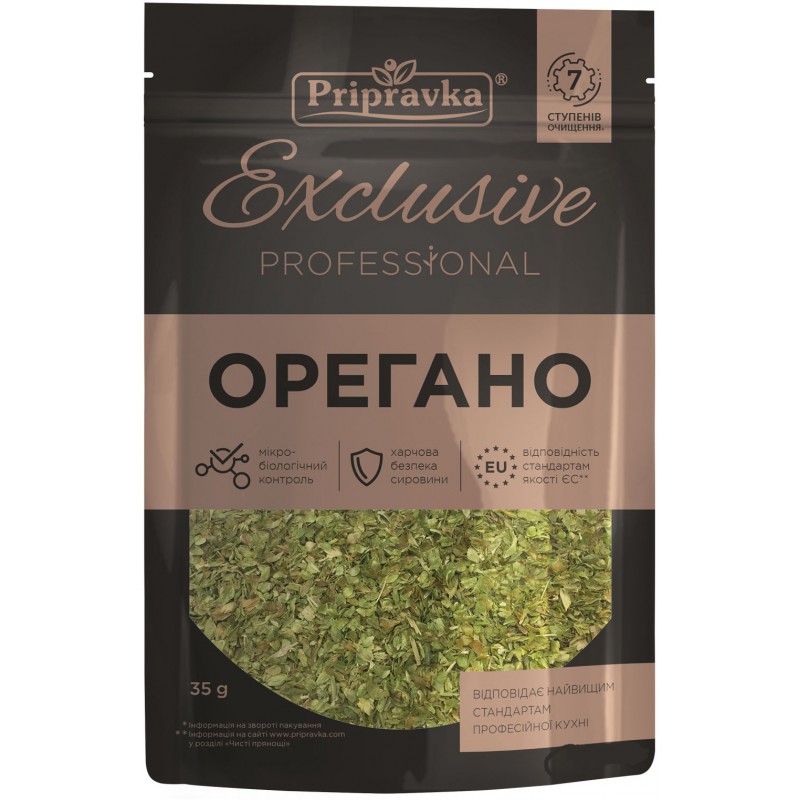 Pripravka®
7
СТУПЕНІВ
ОЧИЩЕННЯ*
Exclusive
PROFESSIONAL
ОРЕГАНО
мікро-
біологічний
контроль
харчова
безпека
сировини
EU
відповідність
стандартам
якості ЄС**
35 g
* Інформація на звороті пакування
** Інформація на сайті www.pripravka.com
у розділі «Чисті прянощі»
ВІДПОВІДАЄ НАЙВИЩИМ
СТАНДАРТАМ
ПРОФЕСІЙНОЇ КУХНІ